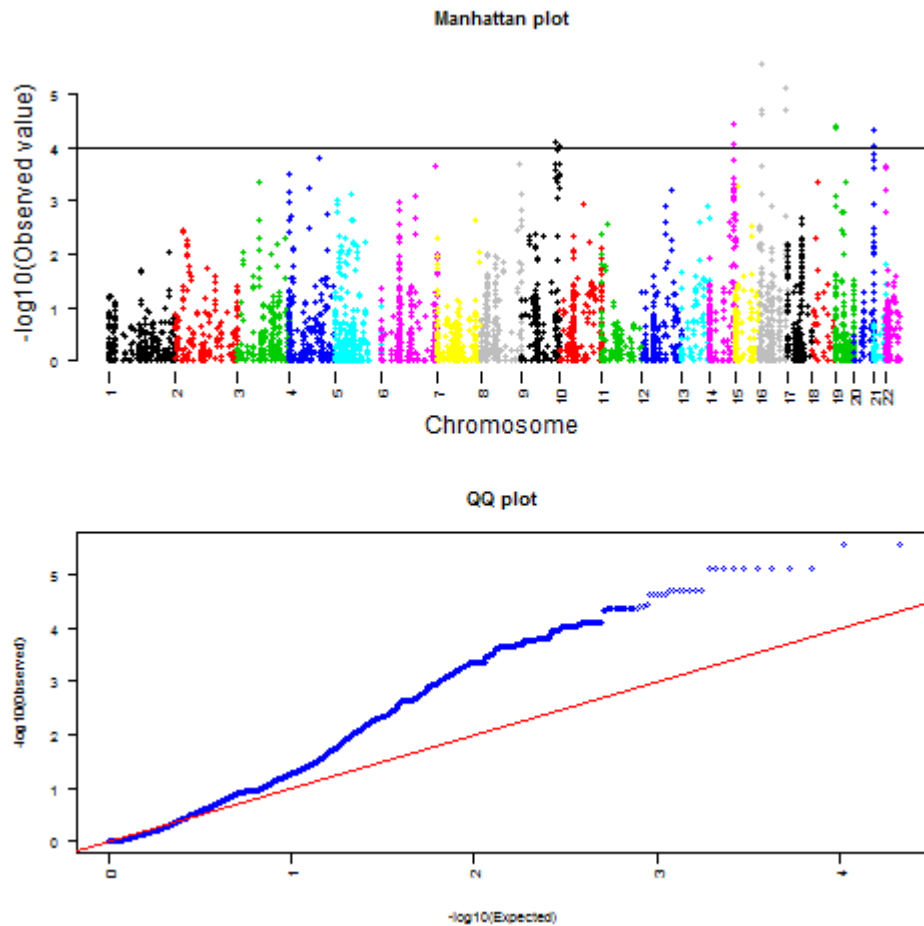 Manhattan plot
-log10(Observed value)
5
4
3
2
1
0
1 2 3 4 5 6 7 8 9 10 11 12 13 14 15 16 17 18 19 20 21 22
Chromosome
QQ plot
-log10(Observed)
5
4
3
2
1
0
0 1 2 3 4
-log10(Expected)